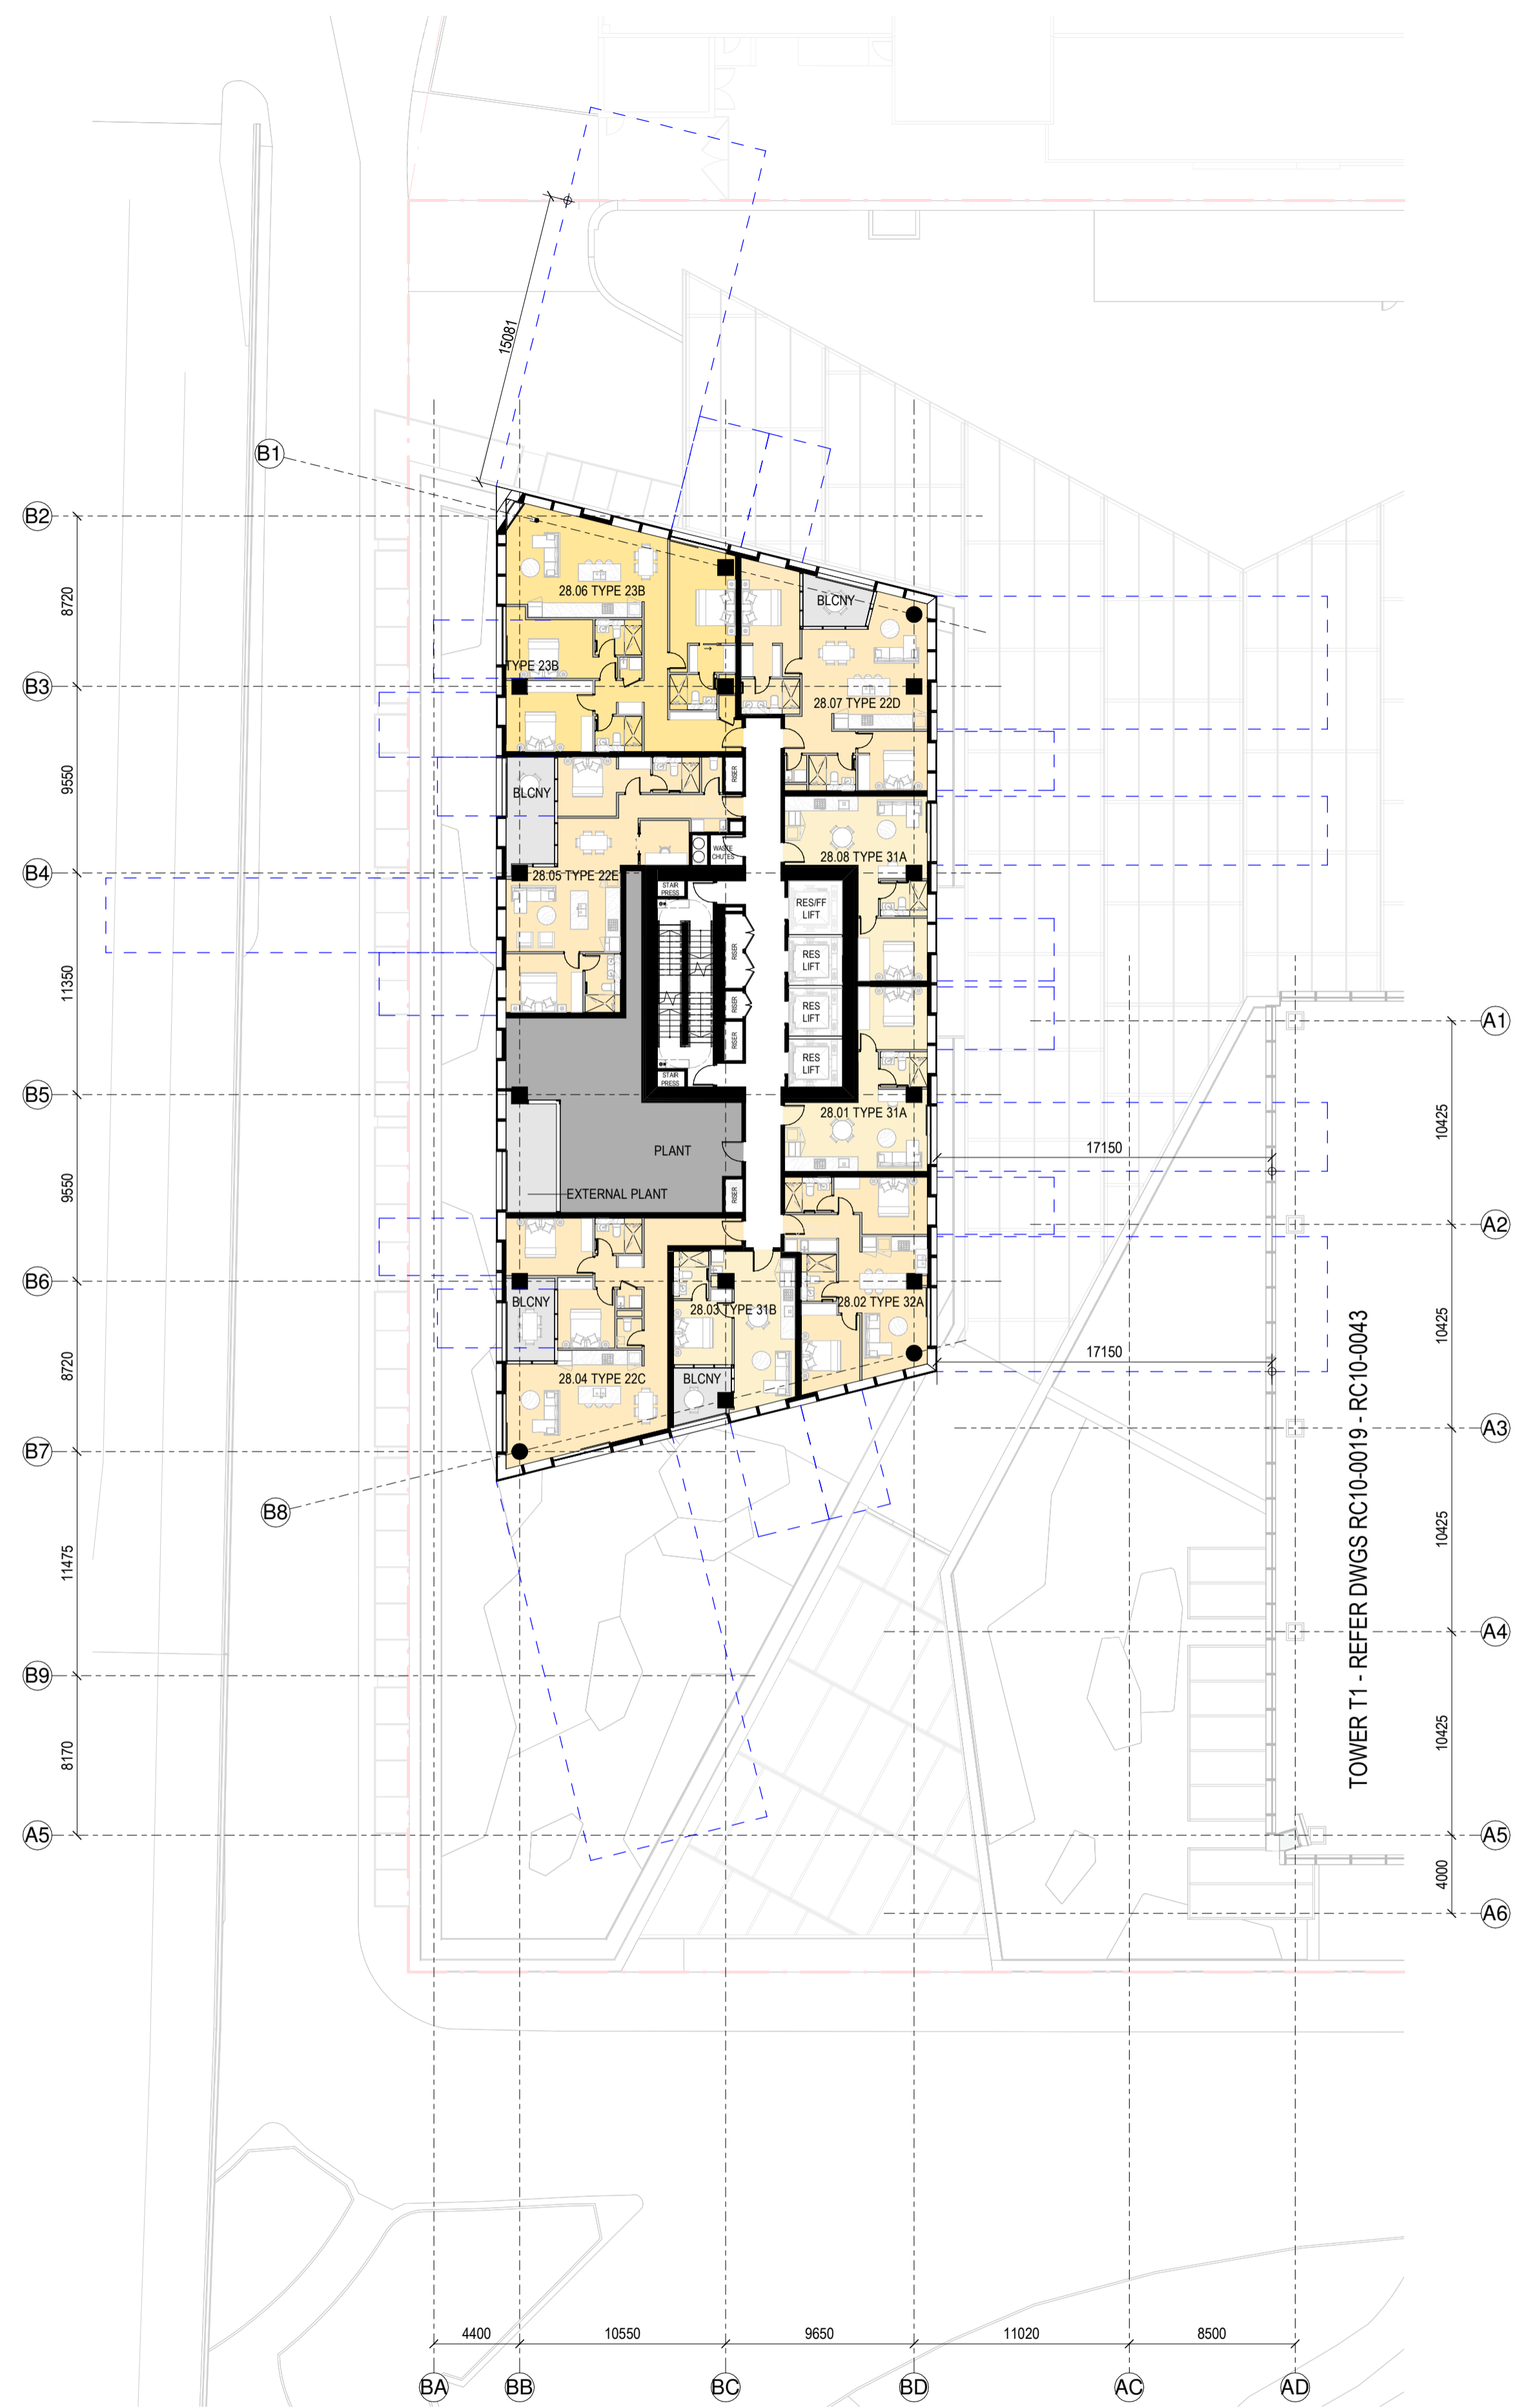 15081
B1
B2
8720
28.06 TYPE 23B
BLCNY
TYPE 23B
B3
28.07 TYPE 22D
9550
RISER
BLCNY
WASTE
CHUTES
28.08 TYPE 31A
B4
28.05 TYPE 22E
STAIR
PRESS
RES/FF
LIFT
RISER
RES
LIFT
11350
RISER
RES
LIFT
A1
RISER
RES
LIFT
STAIR
PRESS
B5
28.01 TYPE 31A
10425
PLANT
17150
9550
EXTERNAL PLANT
RISER
A2
B6
BLCNY
28.03 TYPE 31B
28.02 TYPE 32A
10425
17150
8720
28.04 TYPE 22C
BLCNY
A3
B7
B8
TOWER T1 - REFER DWGS RC10-0019 - RC10-0043
10425
11475
A4
B9
10425
8170
A5
A5
4000
A6
4400
10550
9650
11020
8500
BA
BB
BC
BD
AC
AD